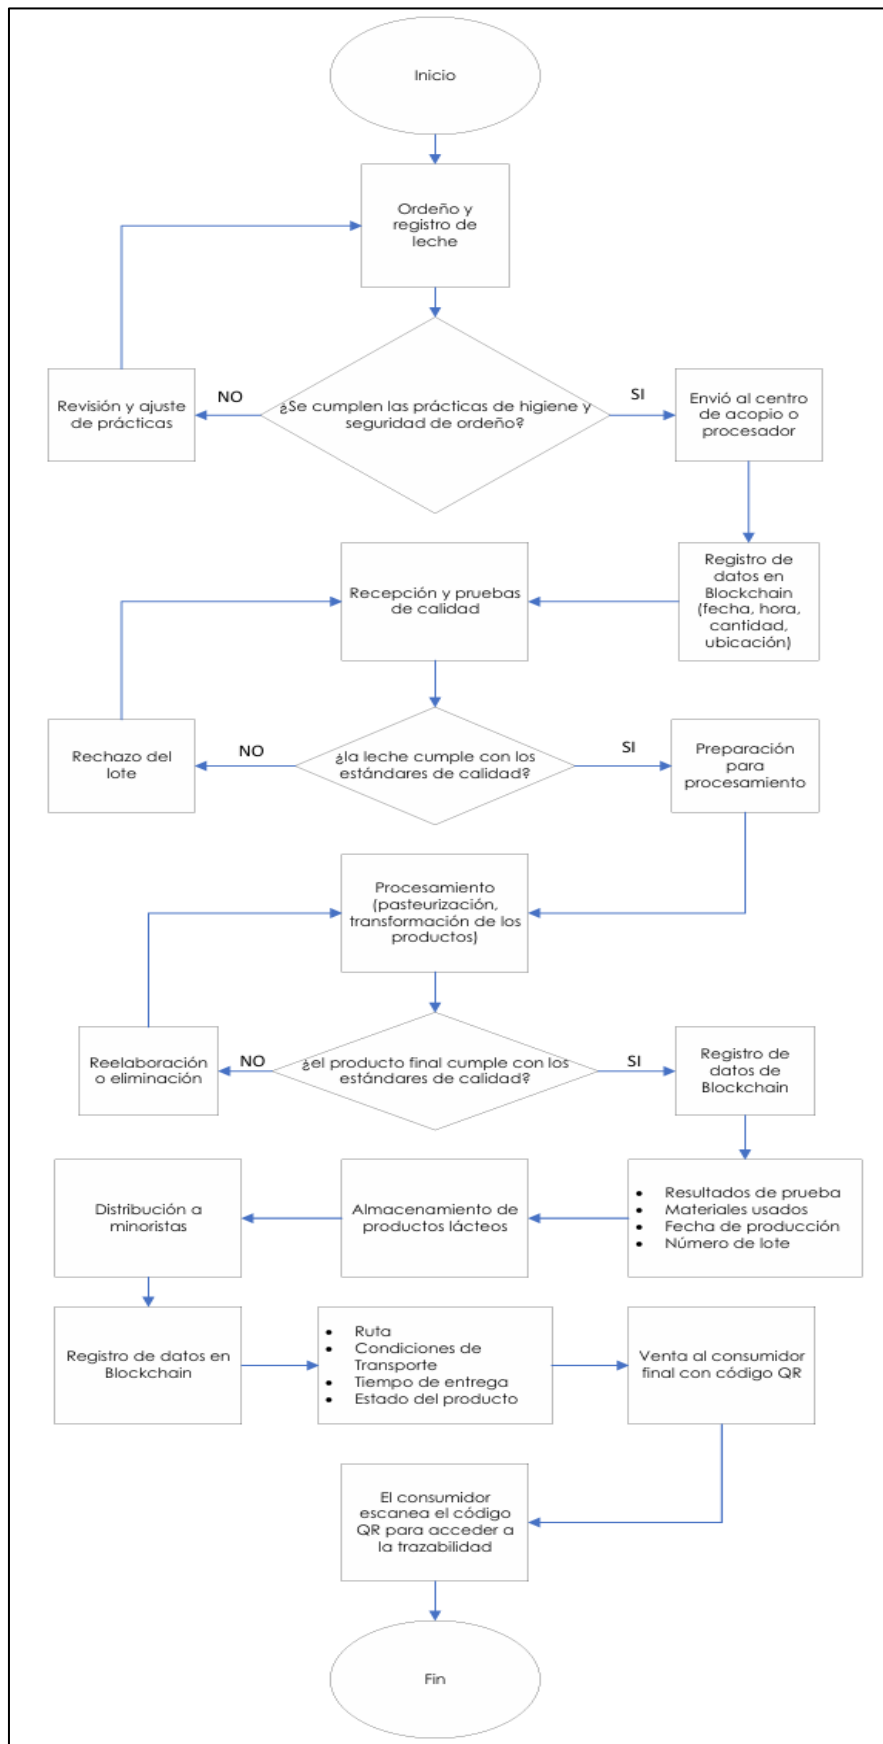 Inicio
Ordeño y
registro de
leche
Revisión y ajuste
de prácticas
NO
¿Se cumplen las prácticas de higiene y
seguridad de ordeño?
SI
Envió al centro
de acopio o
procesador
Registro de
datos en
Blockchain
(fecha, hora,
cantidad,
ubicación)
Recepción y pruebas
de calidad
Rechazo del
lote
NO
¿la leche cumple con los
estándares de calidad?
SI
Preparación
para
procesamiento
Procesamiento
(pasteurización,
transformación de los
productos)
Reelaboración
o eliminación
NO
¿el producto final cumple con los
estándares de calidad?
SI
Registro de
datos de
Blockchain
• Resultados de prueba
• Materiales usados
• Fecha de producción
• Número de lote
Almacenamiento de
productos lácteos
Distribución a
minoristas
Registro de datos en
Blockchain
• Ruta
• Condiciones de
Transporte
• Tiempo de entrega
• Estado del producto
Venta al consumidor
final con código QR
El consumidor
escanea el código
QR para acceder a
la trazabilidad
Fin